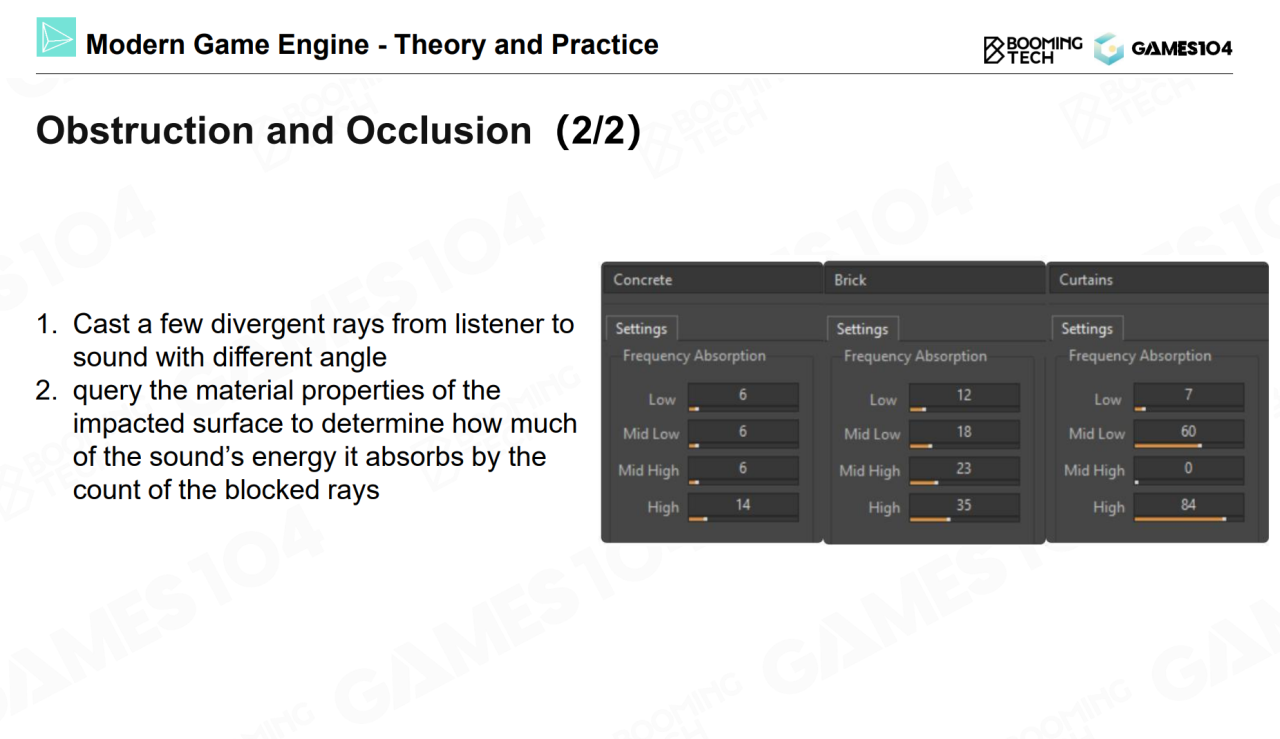 Modern Game Engine - Theory and Practice
BOOMING
TECH
GAMES104
Obstruction and Occlusion（2/2）
1. Cast a few divergent rays from listener to
sound with different angle
2. query the material properties of the
impacted surface to determine how much
of the sound’s energy it absorbs by the
count of the blocked rays
Concrete
Settings
Frequency Absorption
Low 6
Mid Low 6
Mid High 6
High 14
Brick
Settings
Frequency Absorption
Low 12
Mid Low 18
Mid High 23
High 35
Curtains
Settings
Frequency Absorption
Low 7
Mid Low 60
Mid High 0
High 84